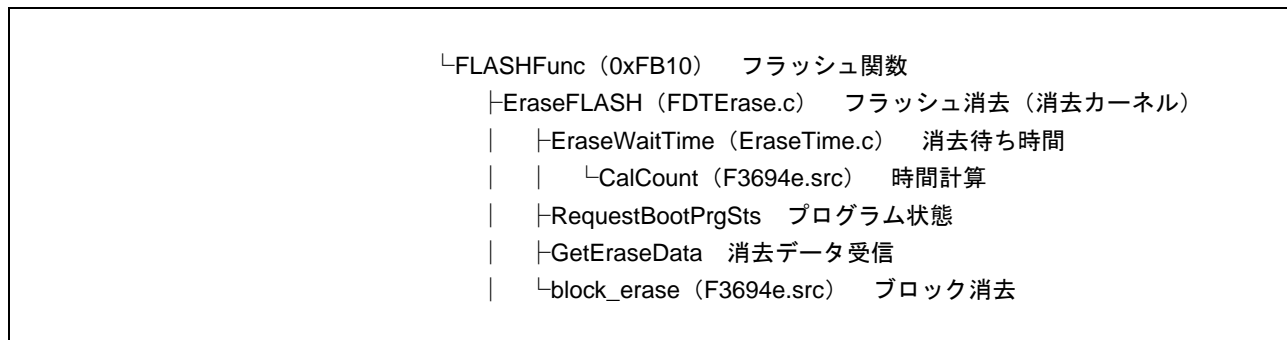 └FLASHFunc（0xFB10） フラッシュ関数
├EraseFLASH（FDTErase.c） フラッシュ消去（消去カーネル）
│ ├EraseWaitTime（EraseTime.c） 消去待ち時間
│ │ └CalCount（F3694e.src） 時間計算
│ ├RequestBootPrgSts プログラム状態
│ ├GetEraseData 消去データ受信
│ └block_erase（F3694e.src） ブロック消去